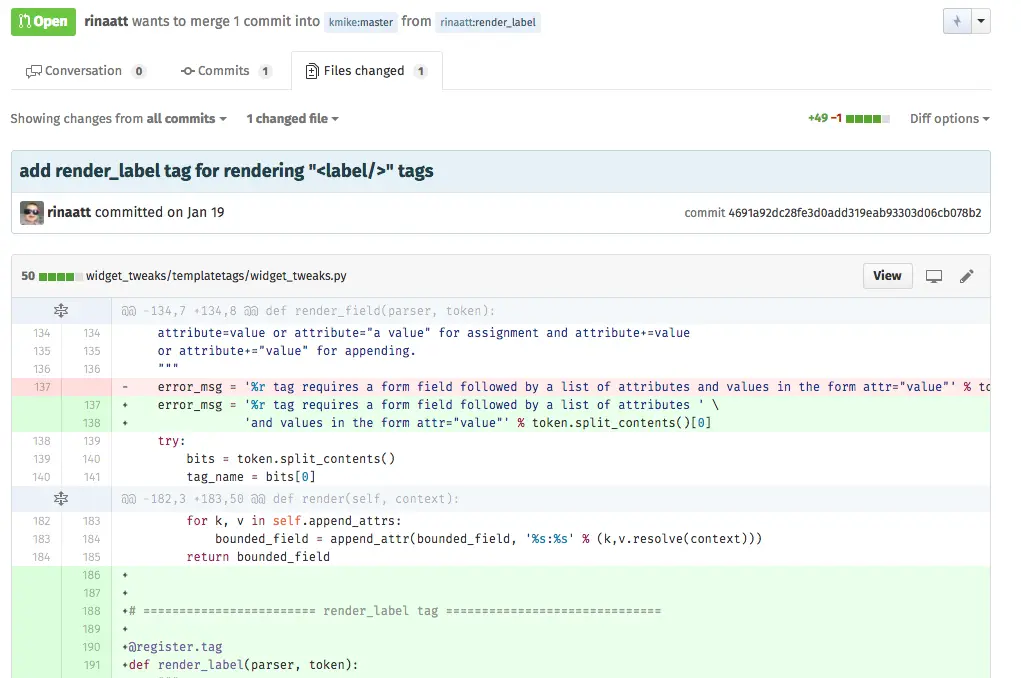 Open rinaatt wants to merge 1 commit into kmike:master from rinaatt:render_label
Conversation 0 Commits 1 Files changed 1
Showing changes from all commits 1 changed file +49 −1 Diff options
add render_label tag for rendering "<label/>" tags
rinaatt committed on Jan 19 commit 4691a92dc28fe3d0add319eab93303d06cb078b2
50 widget_tweaks/templatetags/widget_tweaks.py View
@@ -134,7 +134,8 @@ def render_field(parser, token):
134 134 attribute=value or attribute="a value" for assignment and attribute+=value
135 135 or attribute+="value" for appending.
136 136 """
137 - error_msg = '%r tag requires a form field followed by a list of attributes and values in the form attr="value"' % to
137 + error_msg = '%r tag requires a form field followed by a list of attributes ' \
138 + 'and values in the form attr="value"' % token.split_contents()[0]
138 139 try:
139 140 bits = token.split_contents()
140 141 tag_name = bits[0]
@@ -182,3 +183,50 @@ def render(self, context):
182 183 for k, v in self.append_attrs:
183 184 bounded_field = append_attr(bounded_field, '%s:%s' % (k,v.resolve(context)))
184 185 return bounded_field
186 +
187 +
188 +# ======================== render_label tag ==============================
189 +
190 +@register.tag
191 +def render_label(parser, token):